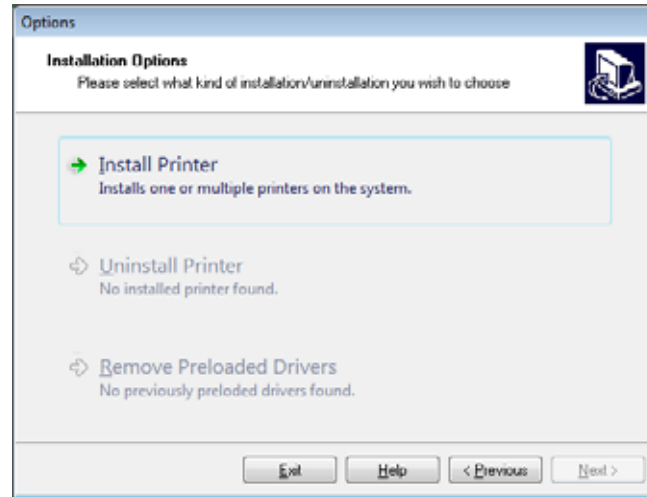 Options
Installation Options
Please select what kind of installation/uninstallation you wish to choose
Install Printer
Installs one or multiple printers on the system.
Uninstall Printer
No installed printer found.
Remove Preloaded Drivers
No previously preloded drivers found.
Exit Help < Previous Next >